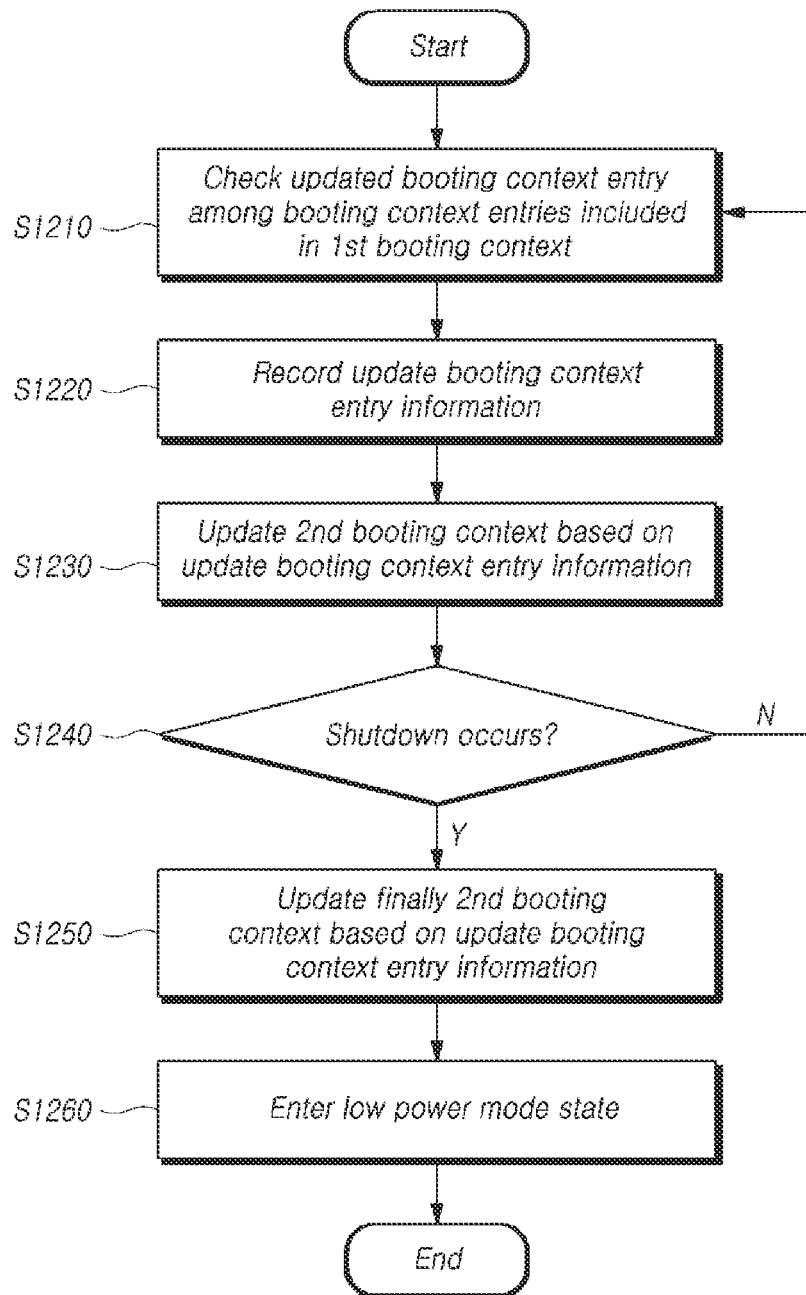 Start
Check updated booting context entry
among booting context entries included
in 1st booting context
S1210
Record update booting context
entry information
S1220
Update 2nd booting context based on
update booting context entry information
S1230
Shutdown occurs?
S1240
N
Y
Update finally 2nd booting
context based on update booting
context entry information
S1250
Enter low power mode state
S1260
End